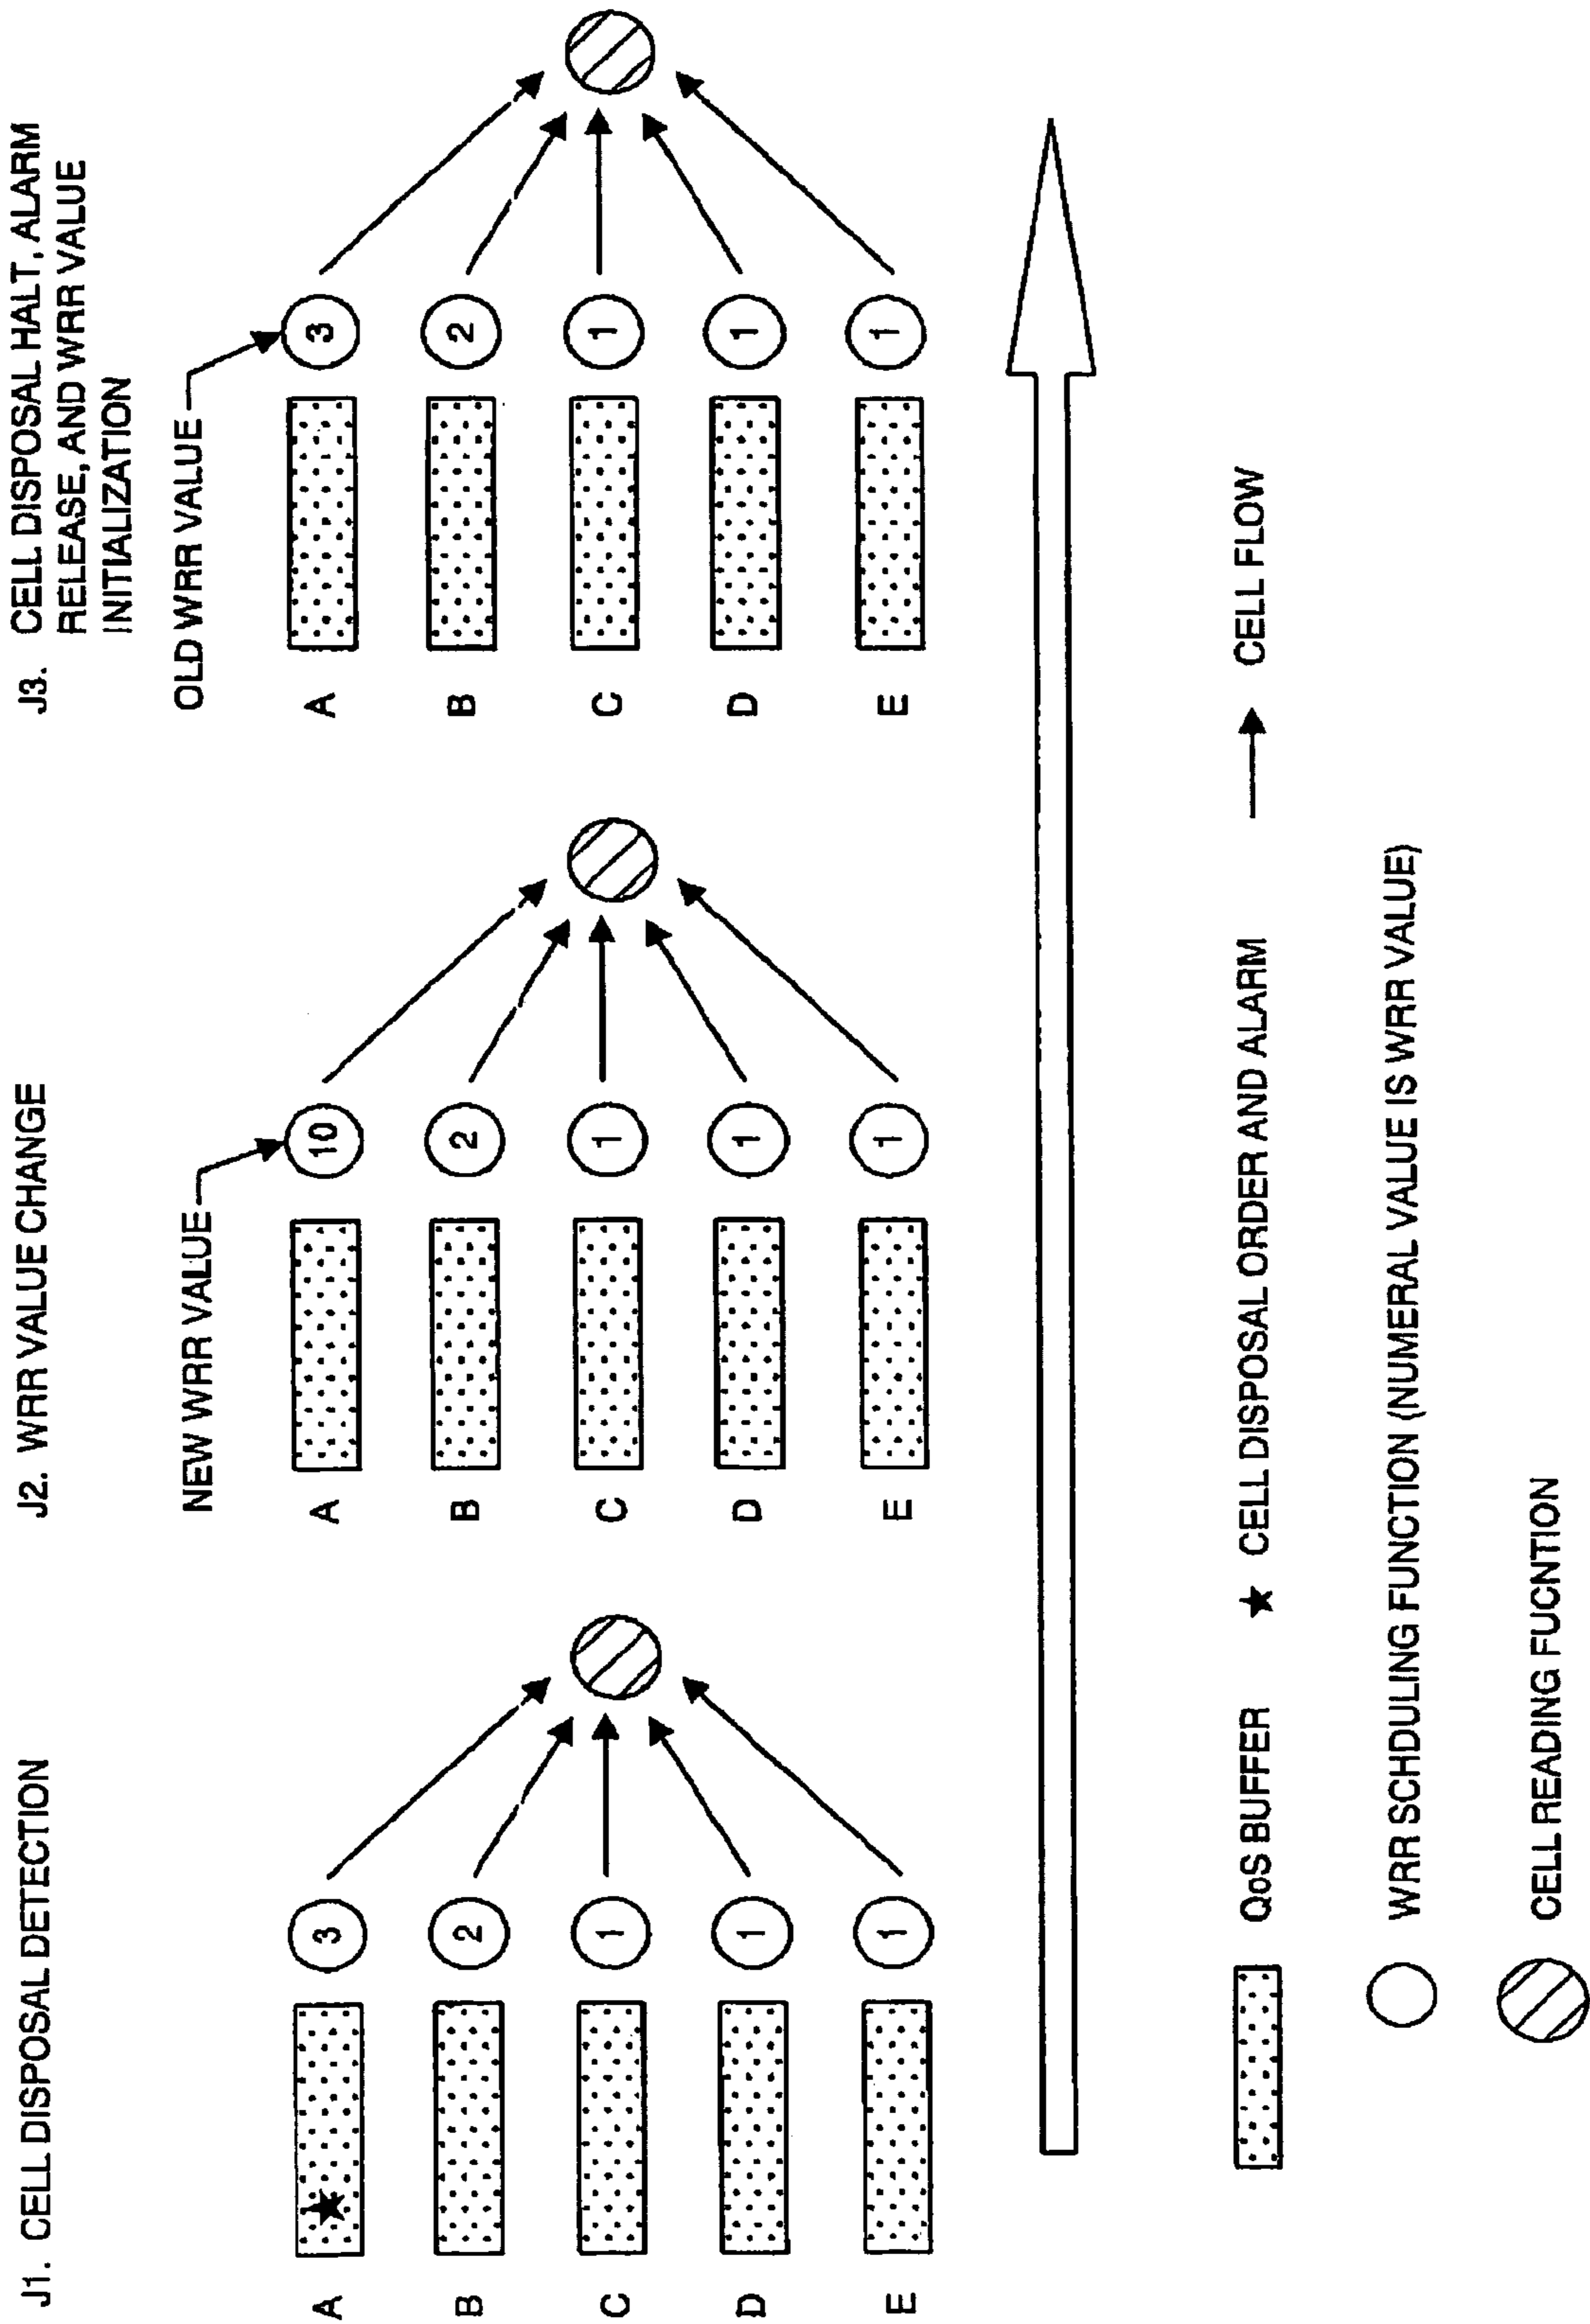 J1. CELL DISPOSAL DETECTION
A
3
B
2
C
1
D
1
E
1
J2. WRR VALUE CHANGE
NEW WRR VALUE
A
10
B
2
C
1
D
1
E
1
J3. CELL DISPOSAL HALT, ALARM
RELEASE, AND WRR VALUE
INITIALIZATION
OLD WRR VALUE
A
3
B
2
C
1
D
1
E
1
QoS BUFFER
★ CELL DISPOSAL ORDER AND ALARM
CELL FLOW
WRR SCHDULING FUNCTION (NUMERAL VALUE IS WRR VALUE)
CELL READING FUCNTION